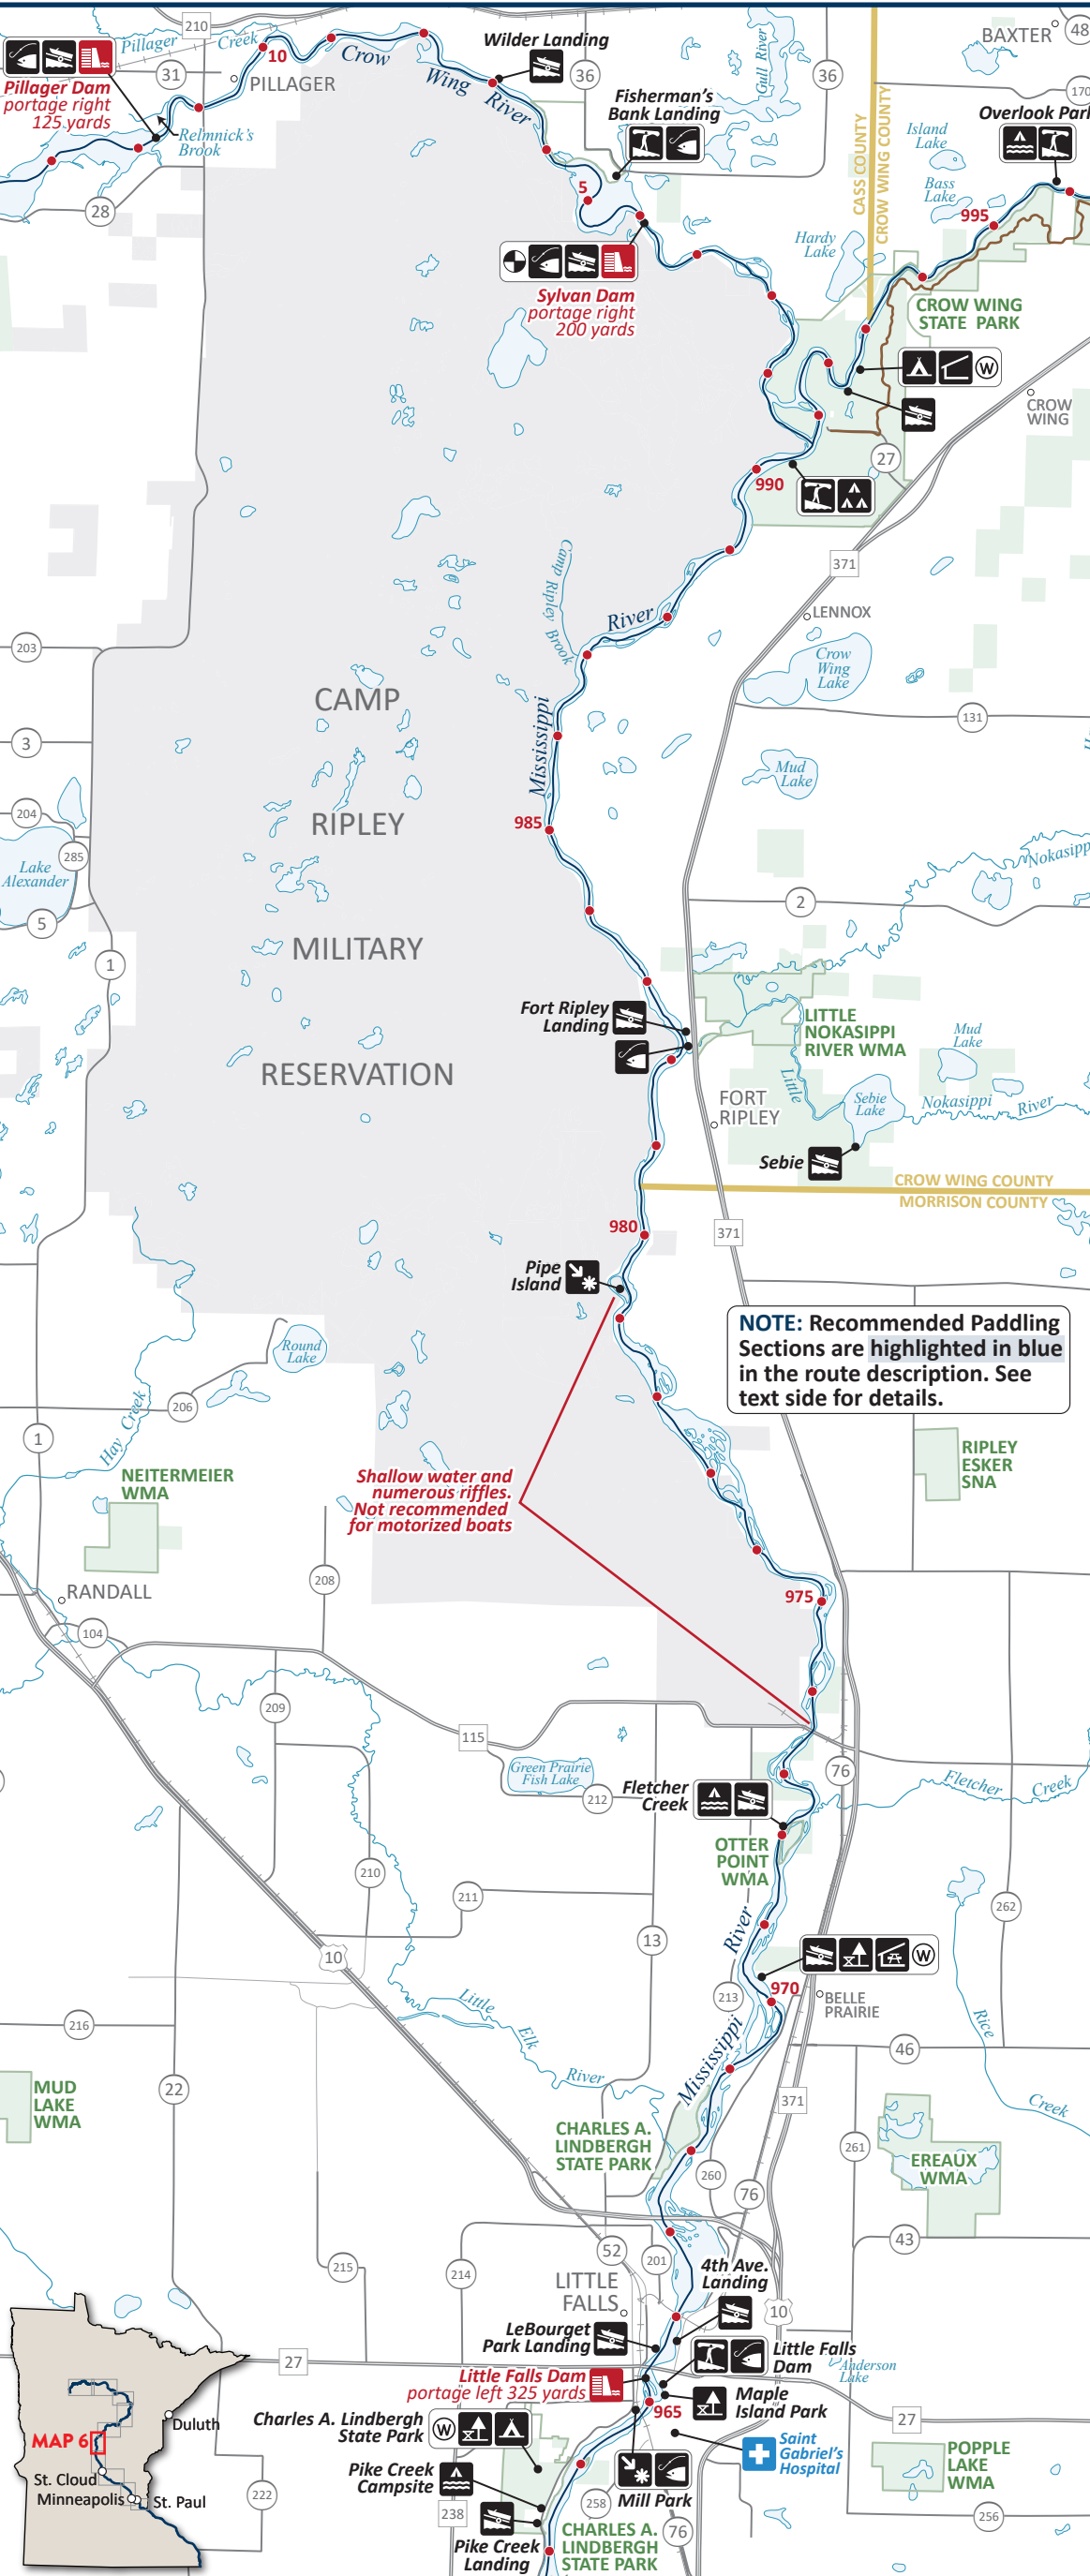 210
Pillager Creek
31
PILLAGER
10
Crow Wing River
Wilder Landing
36
Gull River
36
BAXTER
48
170
Pillager Dam
portage right
125 yards
Relmnick's
Brook
28
Fisherman's
Bank Landing
5
CASS COUNTY
CROW WING COUNTY
Island
Lake
Overlook Park
Bass
Lake
995
Hardy
Lake
Sylvan Dam
portage right
200 yards
CROW WING
STATE PARK
W
CROW
WING
27
990
371
LENNOX
Camp Ripley Brook
River
Crow
Wing
Lake
203
131
CAMP
RIPLEY
MILITARY
RESERVATION
Mississippi
3
Mud
Lake
204
985
285
Lake
Alexander
Nokasipp
5
2
1
Fort Ripley
Landing
LITTLE
NOKASIPPI
RIVER WMA
Mud
Lake
Little
Sebie
Lake
Nokasippi River
FORT
RIPLEY
Sebie
CROW WING COUNTY
MORRISON COUNTY
980
371
Pipe
Island
NOTE: Recommended Paddling
Sections are highlighted in blue
in the route description. See
text side for details.
Round
Lake
206
Hay Creek
1
NEITERMEIER
WMA
Shallow water and
numerous riffles.
Not recommended
for motorized boats
RIPLEY
ESKER
SNA
RANDALL
208
975
104
209
115
Green Prairie
Fish Lake
212
Fletcher
Creek
76
Fletcher Creek
OTTER
POINT
WMA
210
211
262
13
River
10
W
970
BELLE
PRAIRIE
213
216
Little Elk River
Rice Creek
46
Mississippi
MUD
LAKE
WMA
22
371
CHARLES A.
LINDBERGH
STATE PARK
261
EREAUX
WMA
260
76
43
52
201
215
214
4th Ave.
Landing
LITTLE
FALLS
10
LeBourget
Park Landing
Little Falls
Dam
Anderson
Lake
27
Little Falls Dam
portage left 325 yards
Maple
Island Park
965
27
Charles A. Lindbergh
State Park
W
Saint
Gabriel's
Hospital
POPPLE
LAKE
WMA
Pike Creek
Campsite
Mill Park
258
238
222
256
Pike Creek
Landing
CHARLES A.
LINDBERGH
STATE PARK
76
Duluth
MAP 6
St. Cloud
Minneapolis
St. Paul